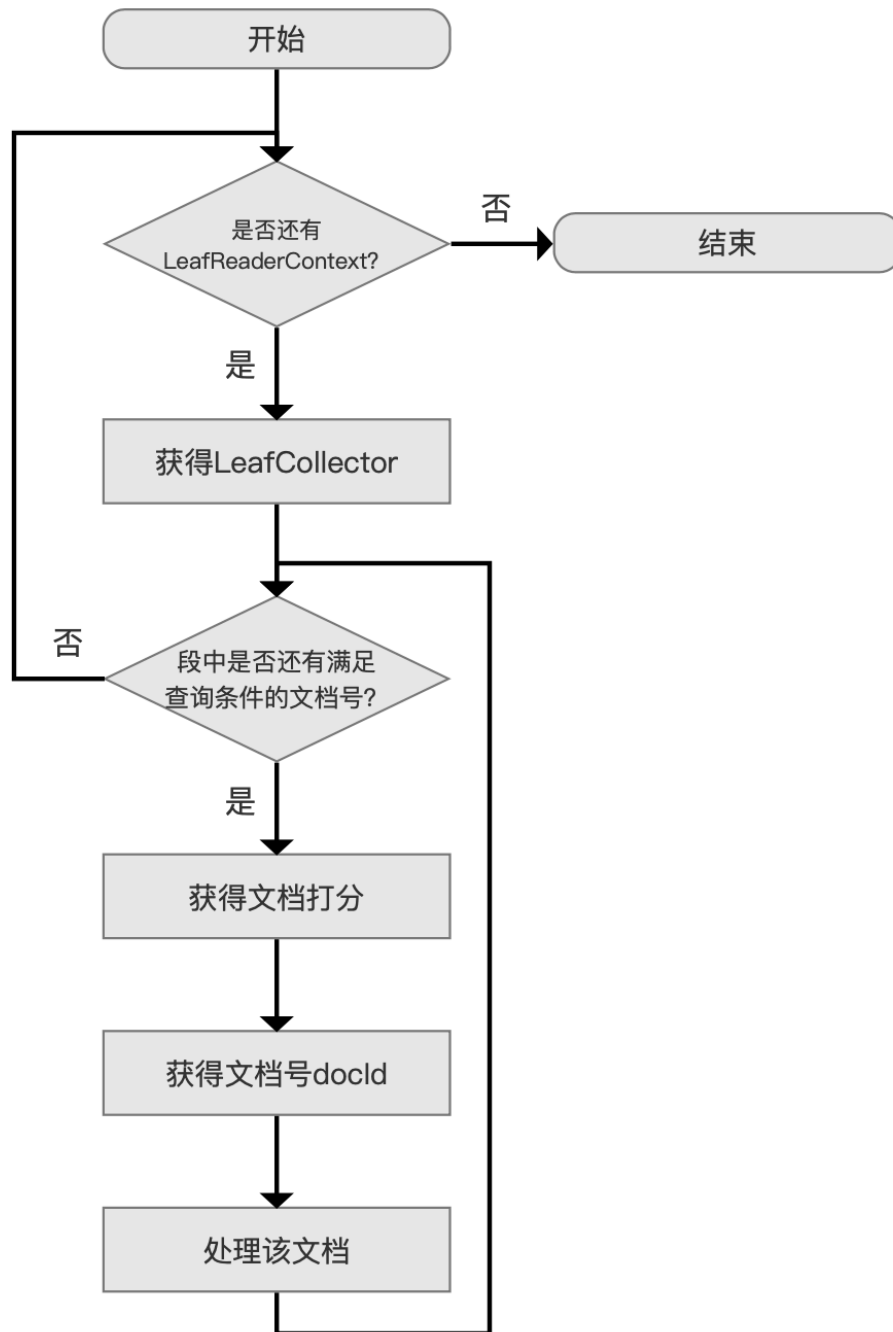 开始
是否还有
LeafReaderContext?
否
结束
是
获得LeafCollector
否
段中是否还有满足
查询条件的文档号?
是
获得文档打分
获得文档号docId
处理该文档